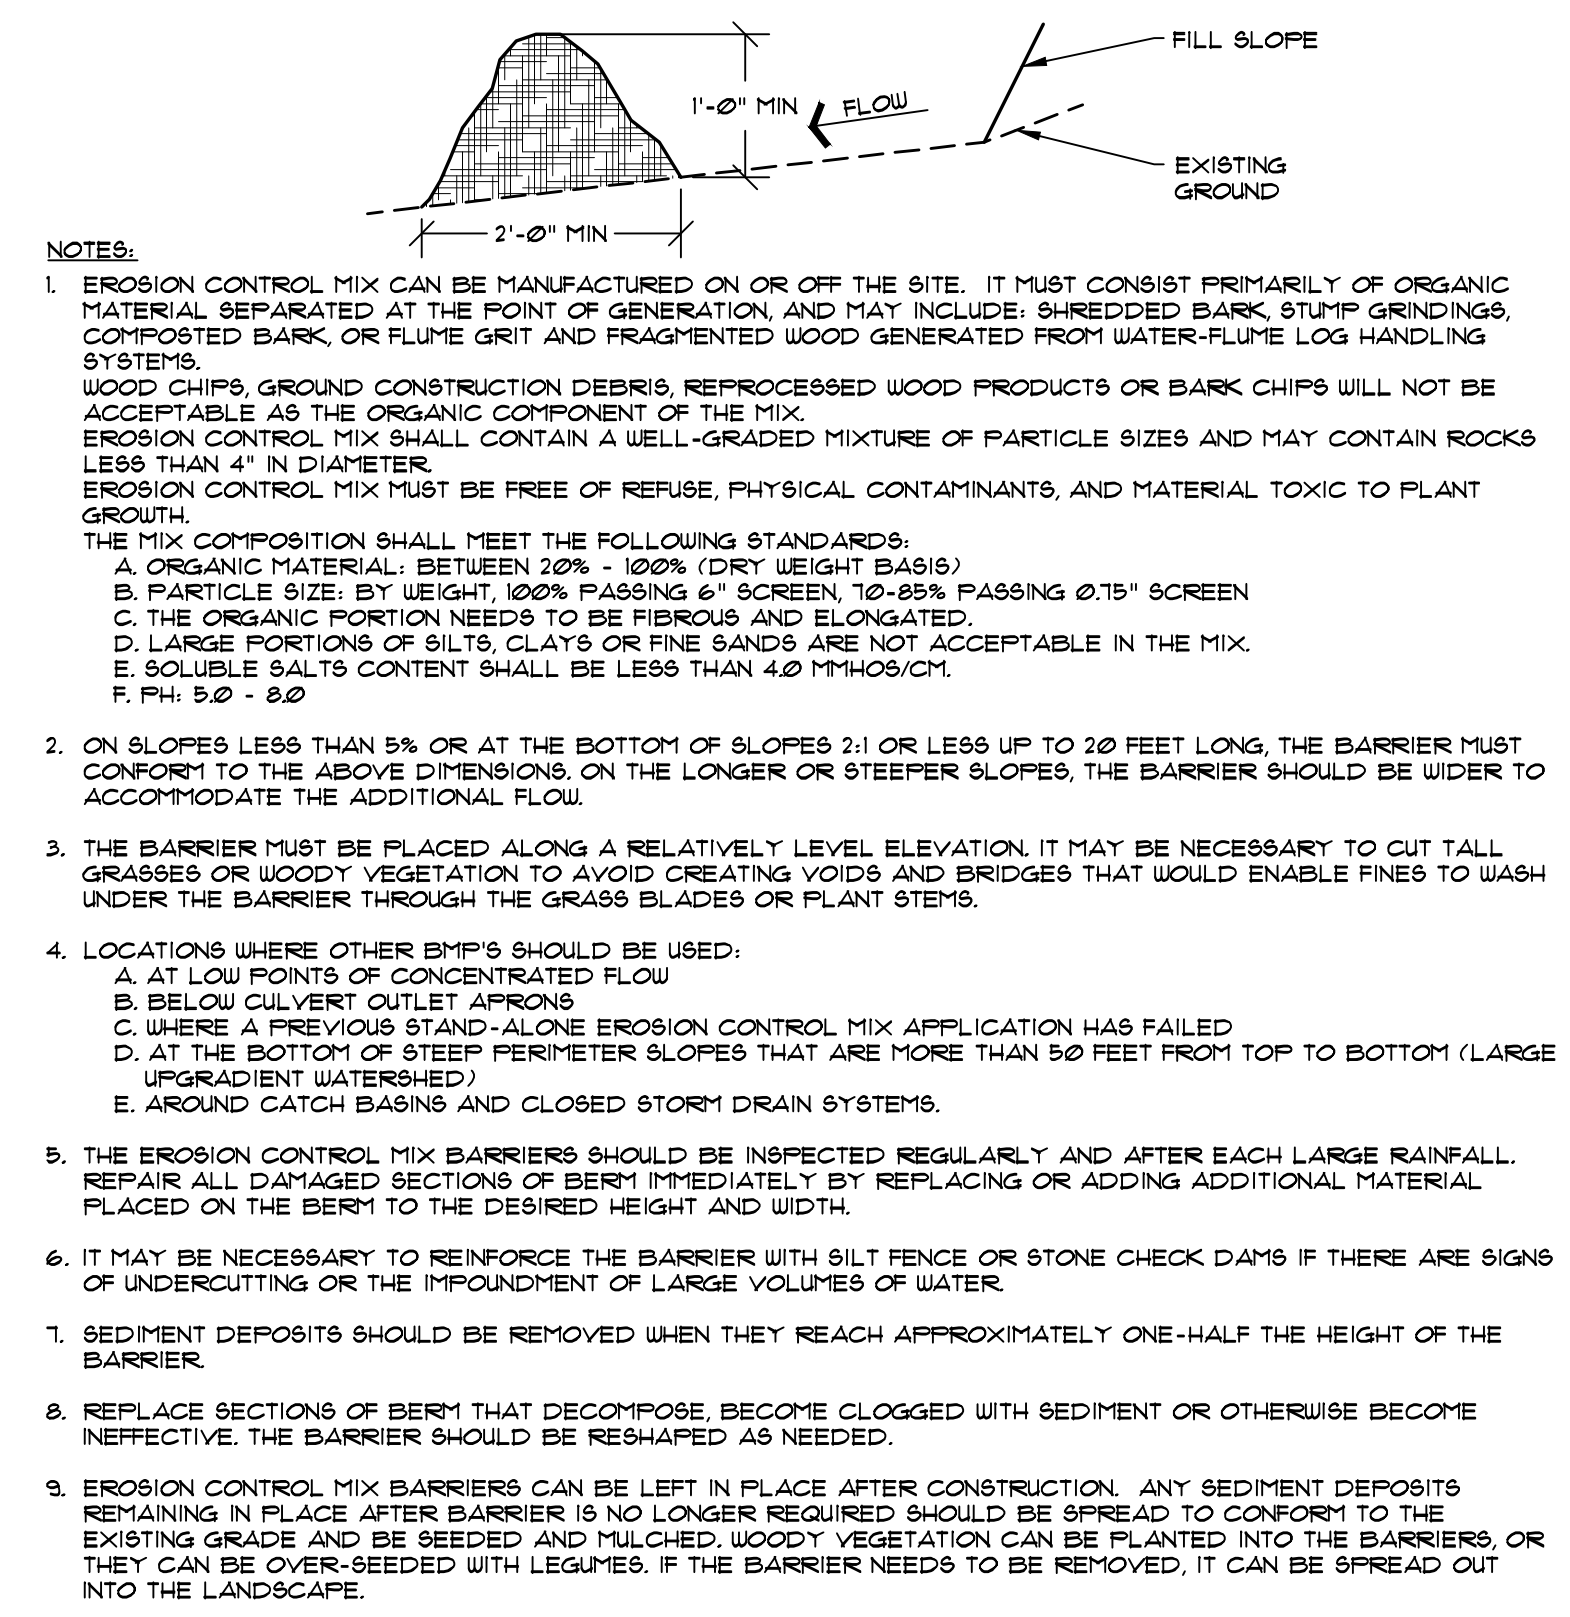 FILL SLOPE
1'-0" MIN
FLOW
EXISTING
GROUND
2'-0" MIN
NOTES:
1. EROSION CONTROL MIX CAN BE MANUFACTURED ON OR OFF THE SITE. IT MUST CONSIST PRIMARILY OF ORGANIC
MATERIAL SEPARATED AT THE POINT OF GENERATION, AND MAY INCLUDE: SHREDDED BARK, STUMP GRINDINGS,
COMPOSTED BARK, OR FLUME GRIT AND FRAGMENTED WOOD GENERATED FROM WATER-FLUME LOG HANDLING
SYSTEMS.
WOOD CHIPS, GROUND CONSTRUCTION DEBRIS, REPROCESSED WOOD PRODUCTS OR BARK CHIPS WILL NOT BE
ACCEPTABLE AS THE ORGANIC COMPONENT OF THE MIX.
EROSION CONTROL MIX SHALL CONTAIN A WELL-GRADED MIXTURE OF PARTICLE SIZES AND MAY CONTAIN ROCKS
LESS THAN 4" IN DIAMETER.
EROSION CONTROL MIX MUST BE FREE OF REFUSE, PHYSICAL CONTAMINANTS, AND MATERIAL TOXIC TO PLANT
GROWTH.
THE MIX COMPOSITION SHALL MEET THE FOLLOWING STANDARDS:
A. ORGANIC MATERIAL: BETWEEN 20% - 100% (DRY WEIGHT BASIS)
B. PARTICLE SIZE: BY WEIGHT, 100% PASSING 6" SCREEN, 70-85% PASSING 0.75" SCREEN
C. THE ORGANIC PORTION NEEDS TO BE FIBROUS AND ELONGATED.
D. LARGE PORTIONS OF SILTS, CLAYS OR FINE SANDS ARE NOT ACCEPTABLE IN THE MIX.
E. SOLUBLE SALTS CONTENT SHALL BE LESS THAN 4.0 MMHOS/CM.
F. PH: 5.0 - 8.0
2. ON SLOPES LESS THAN 5% OR AT THE BOTTOM OF SLOPES 2:1 OR LESS UP TO 20 FEET LONG, THE BARRIER MUST
CONFORM TO THE ABOVE DIMENSIONS. ON THE LONGER OR STEEPER SLOPES, THE BARRIER SHOULD BE WIDER TO
ACCOMMODATE THE ADDITIONAL FLOW.
3. THE BARRIER MUST BE PLACED ALONG A RELATIVELY LEVEL ELEVATION. IT MAY BE NECESSARY TO CUT TALL
GRASSES OR WOODY VEGETATION TO AVOID CREATING VOIDS AND BRIDGES THAT WOULD ENABLE FINES TO WASH
UNDER THE BARRIER THROUGH THE GRASS BLADES OR PLANT STEMS.
4. LOCATIONS WHERE OTHER BMP'S SHOULD BE USED:
A. AT LOW POINTS OF CONCENTRATED FLOW
B. BELOW CULVERT OUTLET APRONS
C. WHERE A PREVIOUS STAND-ALONE EROSION CONTROL MIX APPLICATION HAS FAILED
D. AT THE BOTTOM OF STEEP PERIMETER SLOPES THAT ARE MORE THAN 50 FEET FROM TOP TO BOTTOM (LARGE
UPGRADIENT WATERSHED)
E. AROUND CATCH BASINS AND CLOSED STORM DRAIN SYSTEMS.
5. THE EROSION CONTROL MIX BARRIERS SHOULD BE INSPECTED REGULARLY AND AFTER EACH LARGE RAINFALL.
REPAIR ALL DAMAGED SECTIONS OF BERM IMMEDIATELY BY REPLACING OR ADDING ADDITIONAL MATERIAL
PLACED ON THE BERM TO THE DESIRED HEIGHT AND WIDTH.
6. IT MAY BE NECESSARY TO REINFORCE THE BARRIER WITH SILT FENCE OR STONE CHECK DAMS IF THERE ARE SIGNS
OF UNDERCUTTING OR THE IMPOUNDMENT OF LARGE VOLUMES OF WATER.
7. SEDIMENT DEPOSITS SHOULD BE REMOVED WHEN THEY REACH APPROXIMATELY ONE-HALF THE HEIGHT OF THE
BARRIER.
8. REPLACE SECTIONS OF BERM THAT DECOMPOSE, BECOME CLOGGED WITH SEDIMENT OR OTHERWISE BECOME
INEFFECTIVE. THE BARRIER SHOULD BE RESHAPED AS NEEDED.
9. EROSION CONTROL MIX BARRIERS CAN BE LEFT IN PLACE AFTER CONSTRUCTION. ANY SEDIMENT DEPOSITS
REMAINING IN PLACE AFTER BARRIER IS NO LONGER REQUIRED SHOULD BE SPREAD TO CONFORM TO THE
EXISTING GRADE AND BE SEEDED AND MULCHED. WOODY VEGETATION CAN BE PLANTED INTO THE BARRIERS, OR
THEY CAN BE OVER-SEEDED WITH LEGUMES. IF THE BARRIER NEEDS TO BE REMOVED, IT CAN BE SPREAD OUT
INTO THE LANDSCAPE.